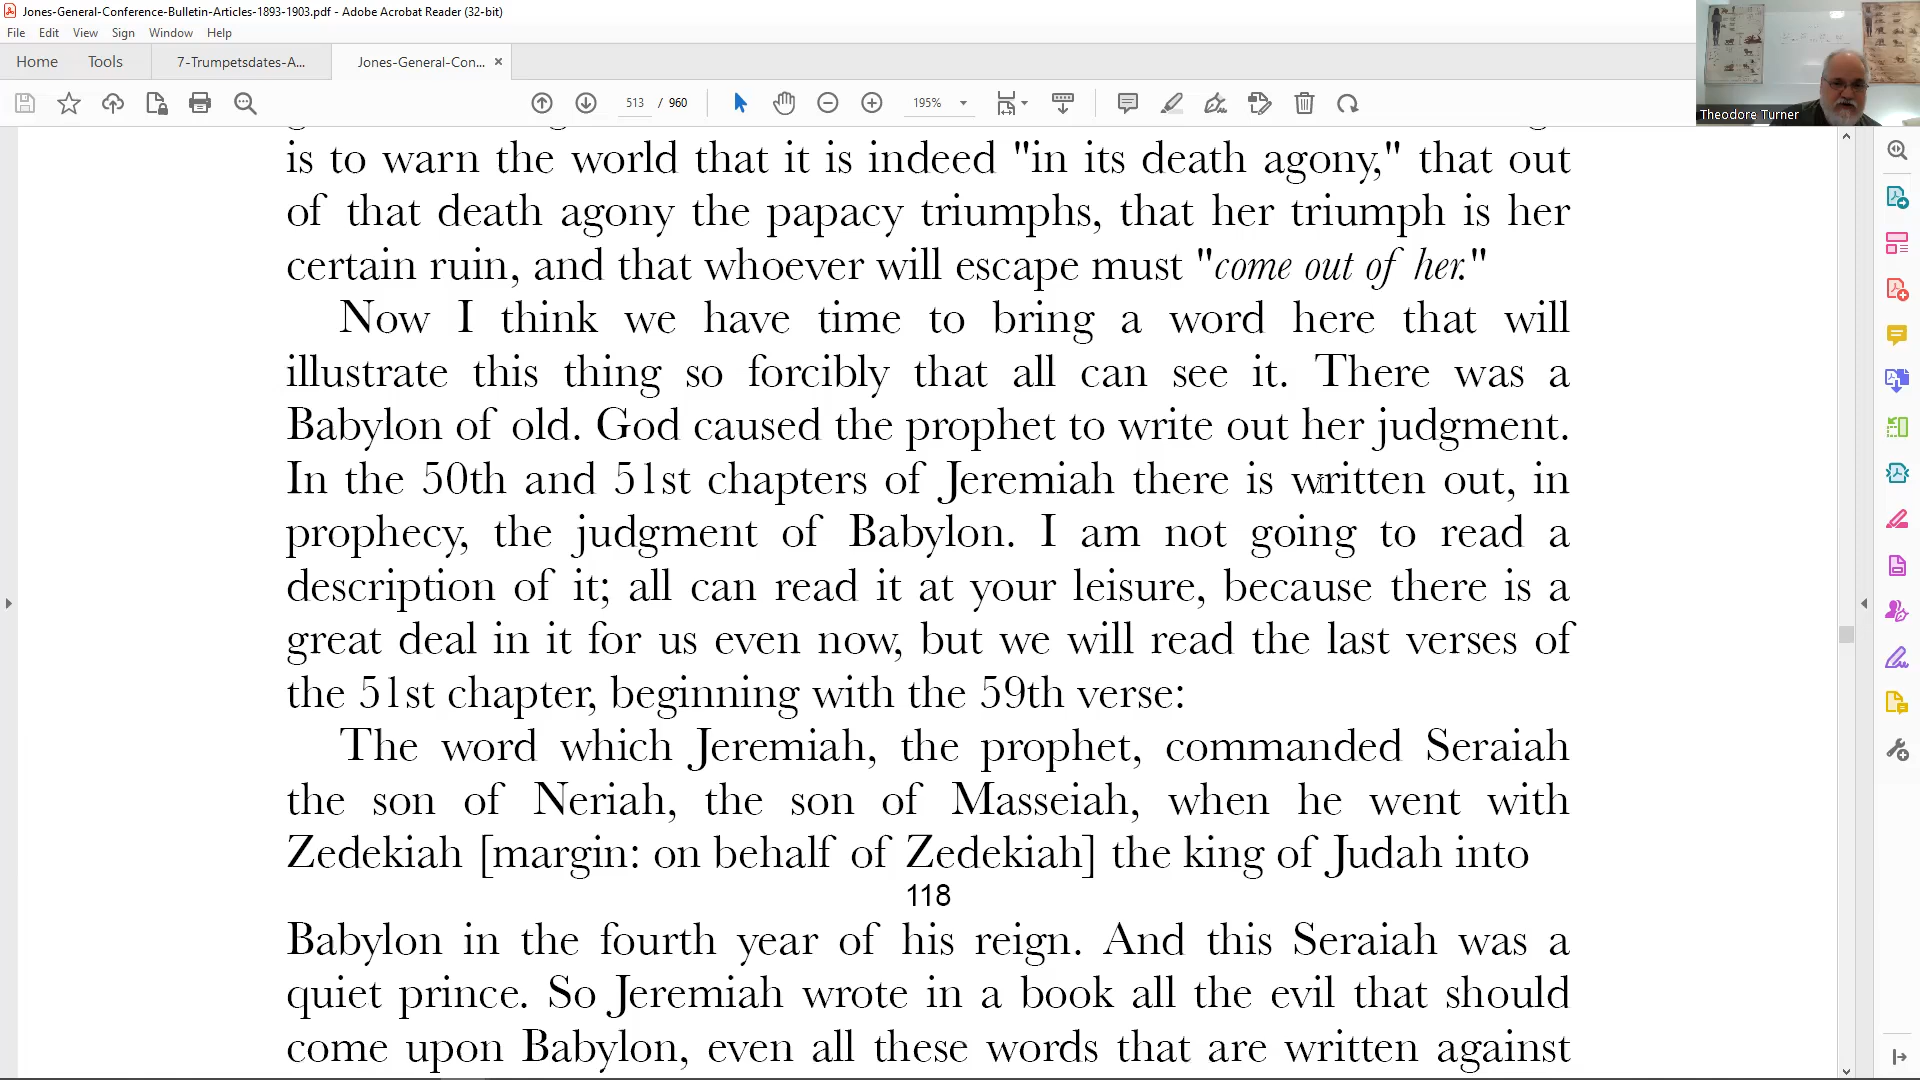 Jones-General-Conference-Bulletin-Articles-1893-1903.pdf - Adobe Acrobat Reader (32-bit)
File Edit View Sign Window Help
Home Tools 7-Trumpetsdates-A... Jones-General-Con... ×
513 / 960 195%
Theodore Turner
is to warn the world that it is indeed "in its death agony," that out
of that death agony the papacy triumphs, that her triumph is her
certain ruin, and that whoever will escape must "come out of her."
Now I think we have time to bring a word here that will
illustrate this thing so forcibly that all can see it. There was a
Babylon of old. God caused the prophet to write out her judgment.
In the 50th and 51st chapters of Jeremiah there is written out, in
prophecy, the judgment of Babylon. I am not going to read a
description of it; all can read it at your leisure, because there is a
great deal in it for us even now, but we will read the last verses of
the 51st chapter, beginning with the 59th verse:
The word which Jeremiah, the prophet, commanded Seraiah
the son of Neriah, the son of Masseiah, when he went with
Zedekiah [margin: on behalf of Zedekiah] the king of Judah into
118
Babylon in the fourth year of his reign. And this Seraiah was a
quiet prince. So Jeremiah wrote in a book all the evil that should
come upon Babylon, even all these words that are written against